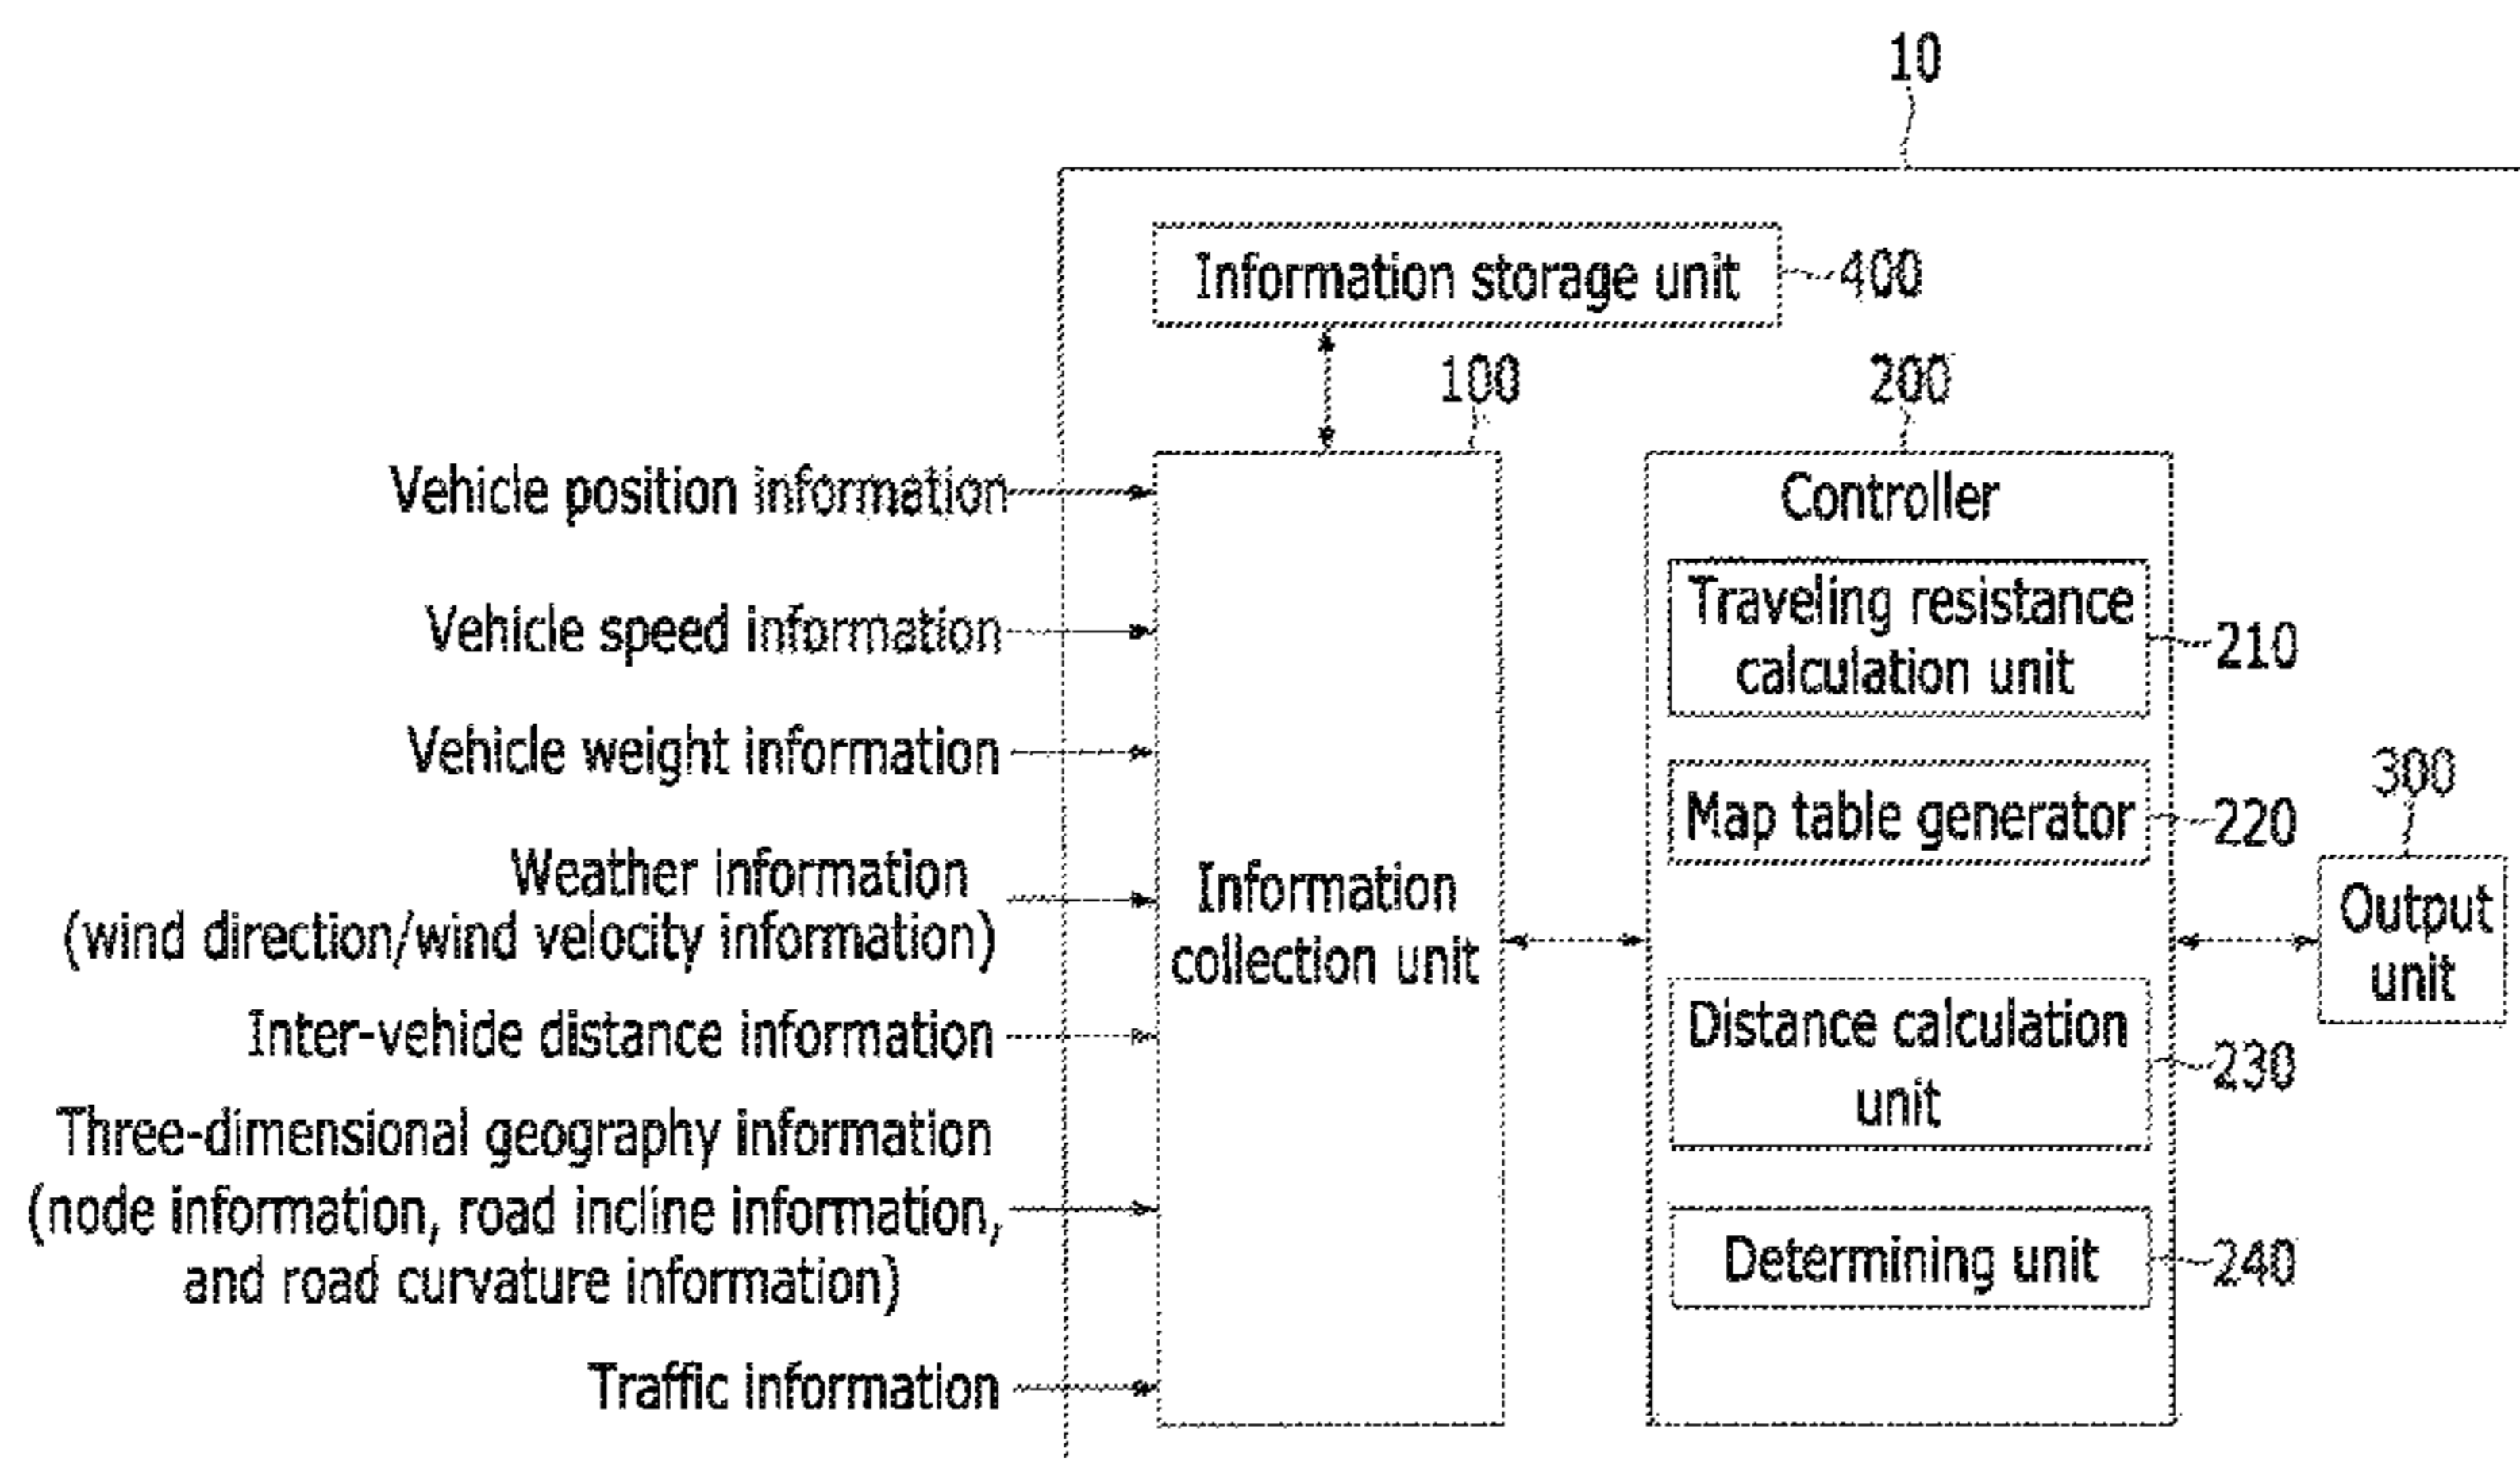 10
Information storage unit
400
100
200
Vehicle position information
Controller
Traveling resistance
calculation unit
210
Vehicle speed information
Vehicle weight information
Map table generator
220
300
Weather information
(wind direction/wind velocity information)
Information
collection unit
Output
unit
Inter-vehide distance information
Distance calculation
unit
230
Three-dimensional geography information
(node information, road incline information,
and road curvature information)
Determining unit
240
Traffic information